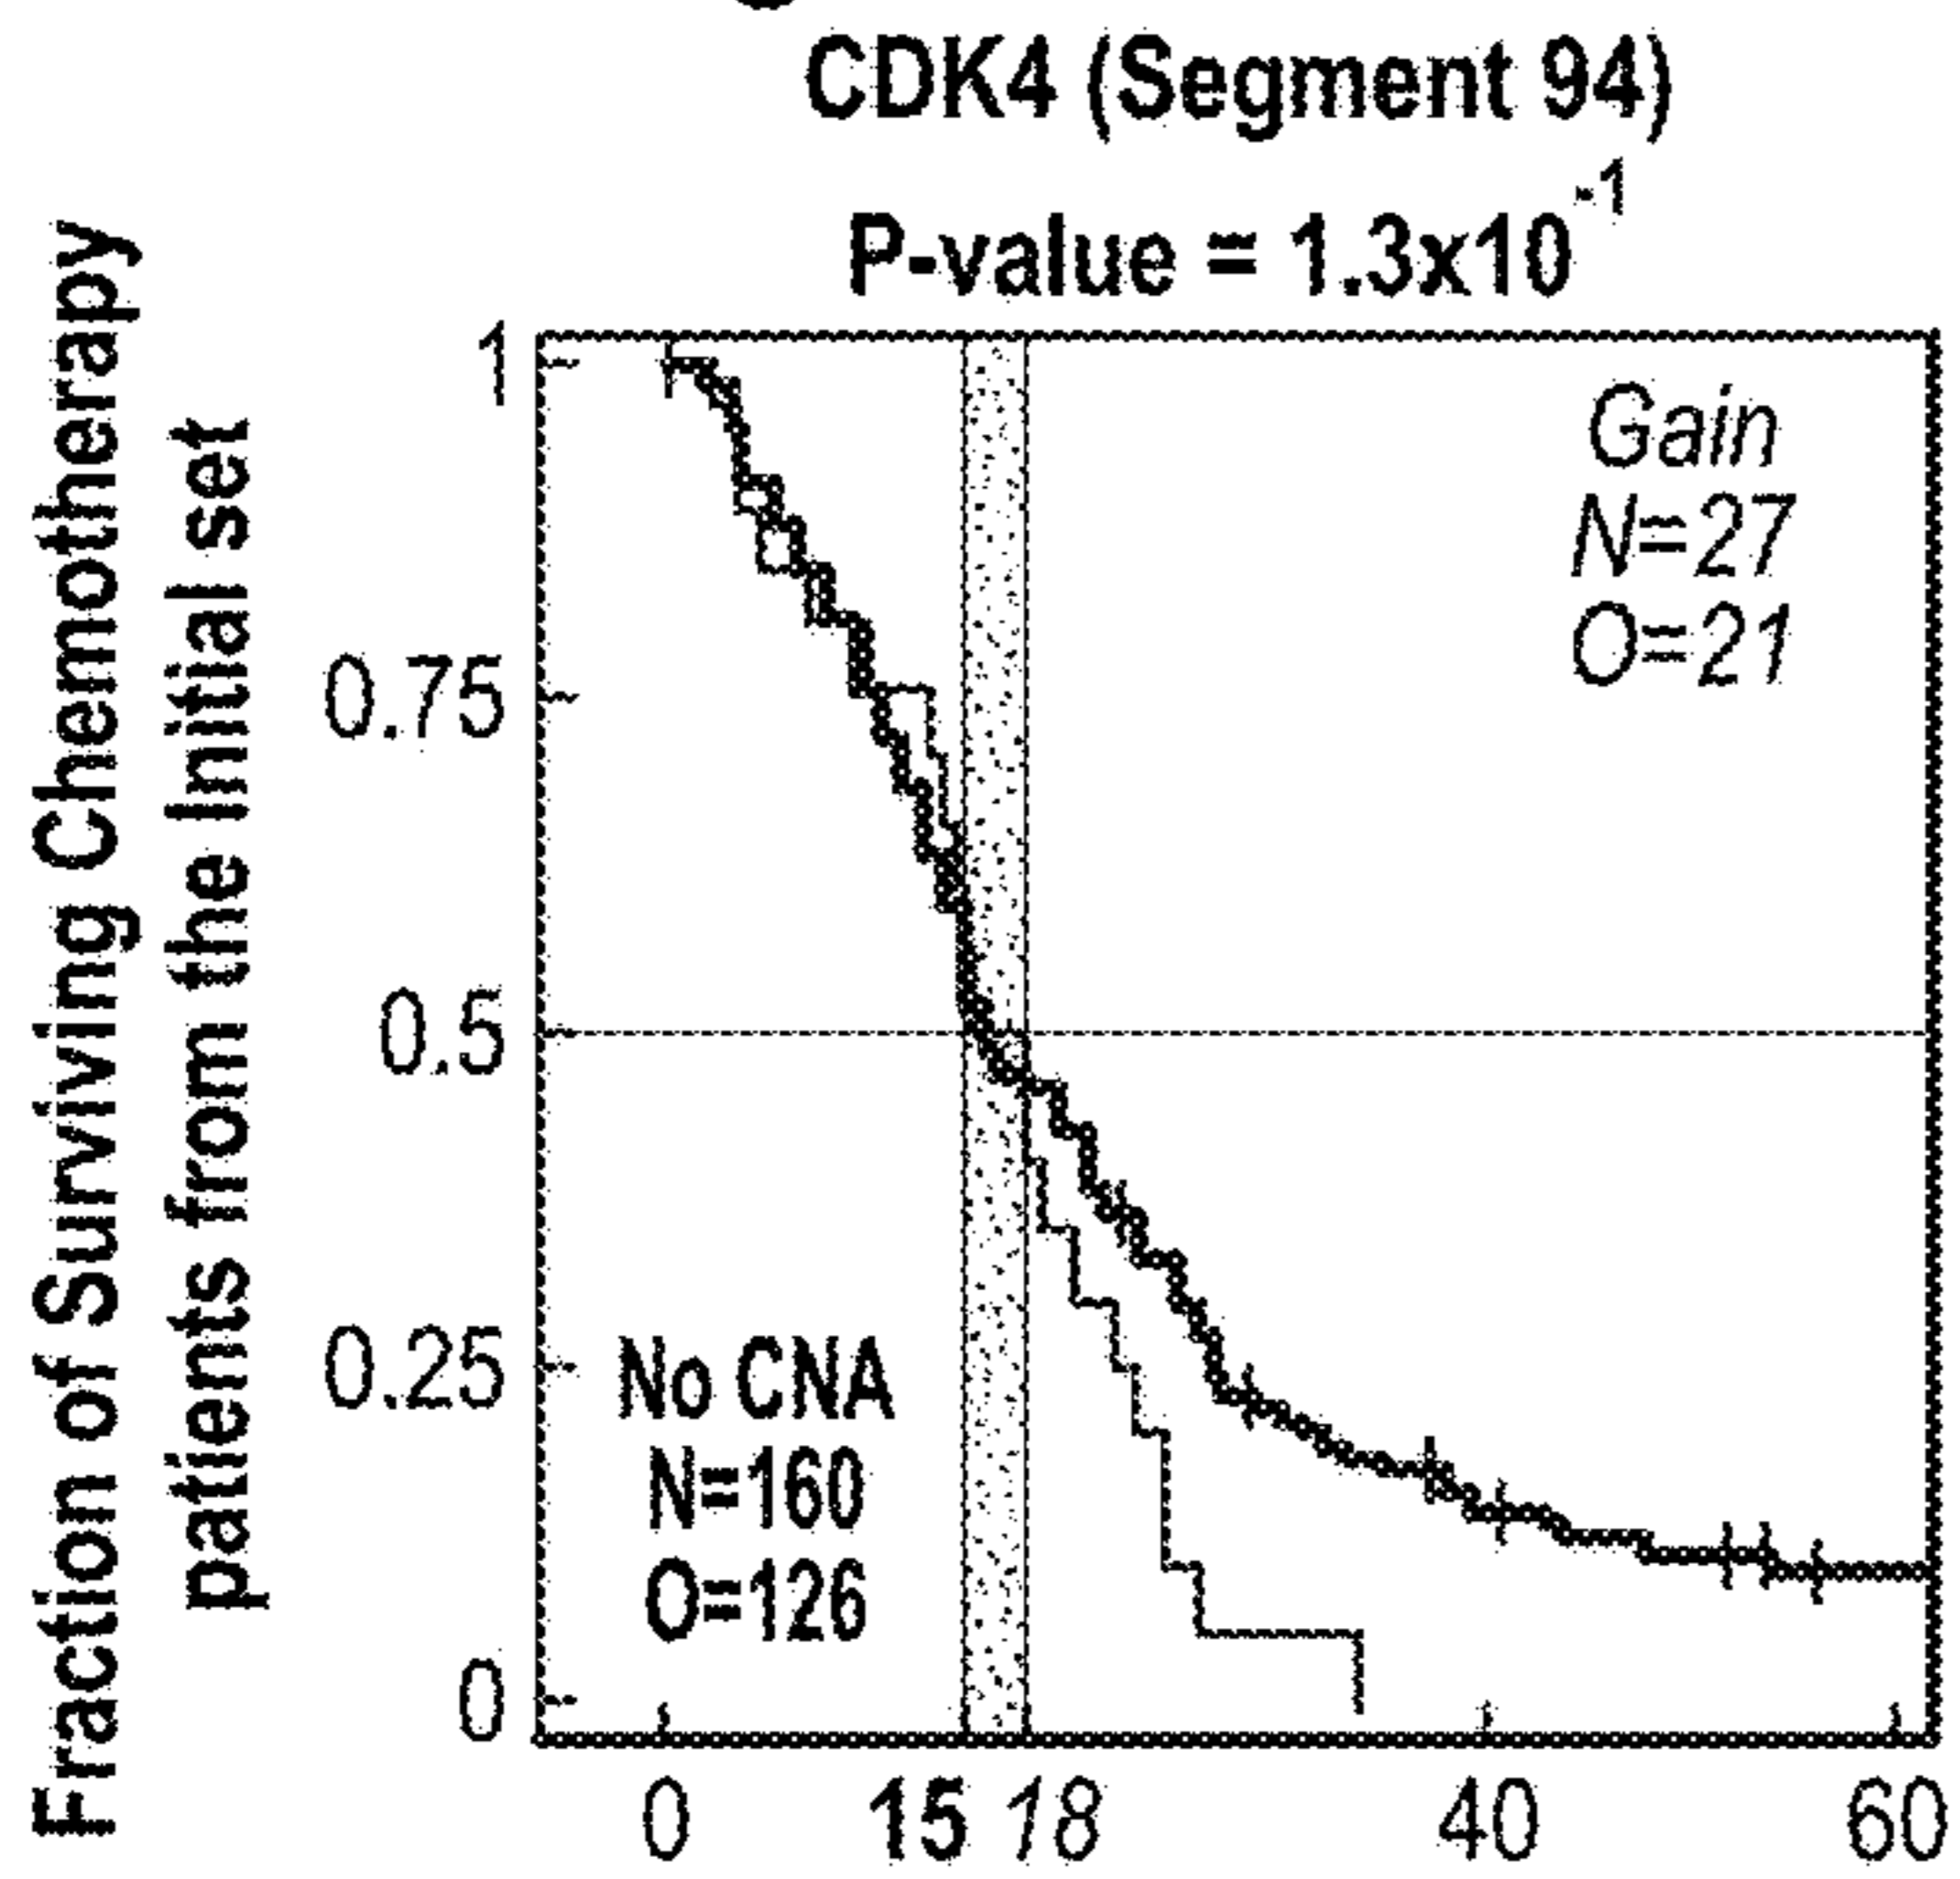 CDK4 (Segment 94)
P-value = 1.3x10-1
Fraction of Surviving Chemotherapy
patients from the Initial set
1
0.75
0.5
0.25
0
Gain
N=27
O=21
No CNA
N=160
O=126
0 15 18 40 60